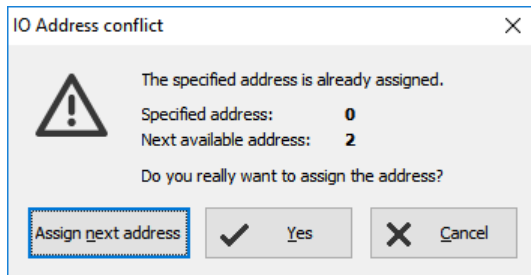 IO Address conflict
The specified address is already assigned.
Specified address: 0
Next available address: 2
Do you really want to assign the address?
Assign next address
Yes
Cancel